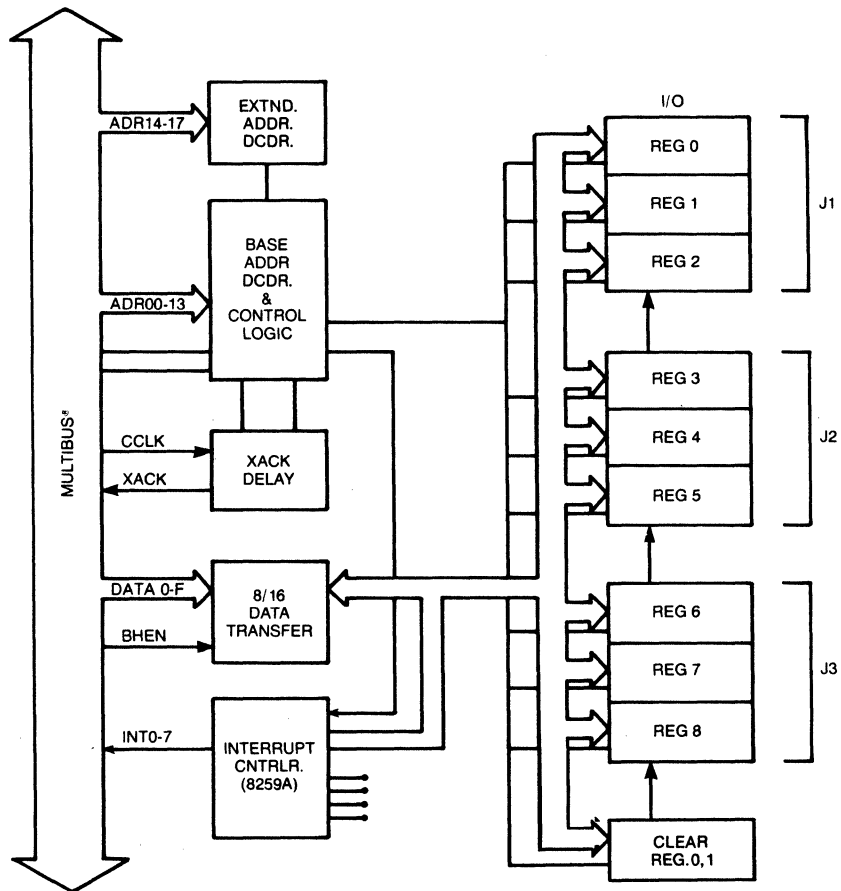 EXTND.
ADDR.
DCDR.
ADR14-17
BASE
ADDR
DCDR.
&
CONTROL
LOGIC
ADR00-13
MULTIBUS®
CCLK
XACK
XACK
DELAY
DATA 0-F
8/16
DATA
TRANSFER
BHEN
INT0-7
INTERRUPT
CNTRLR.
(8259A)
I/O
REG 0
REG 1
REG 2
J1
REG 3
REG 4
REG 5
J2
REG 6
REG 7
REG 8
J3
CLEAR
REG.0,1